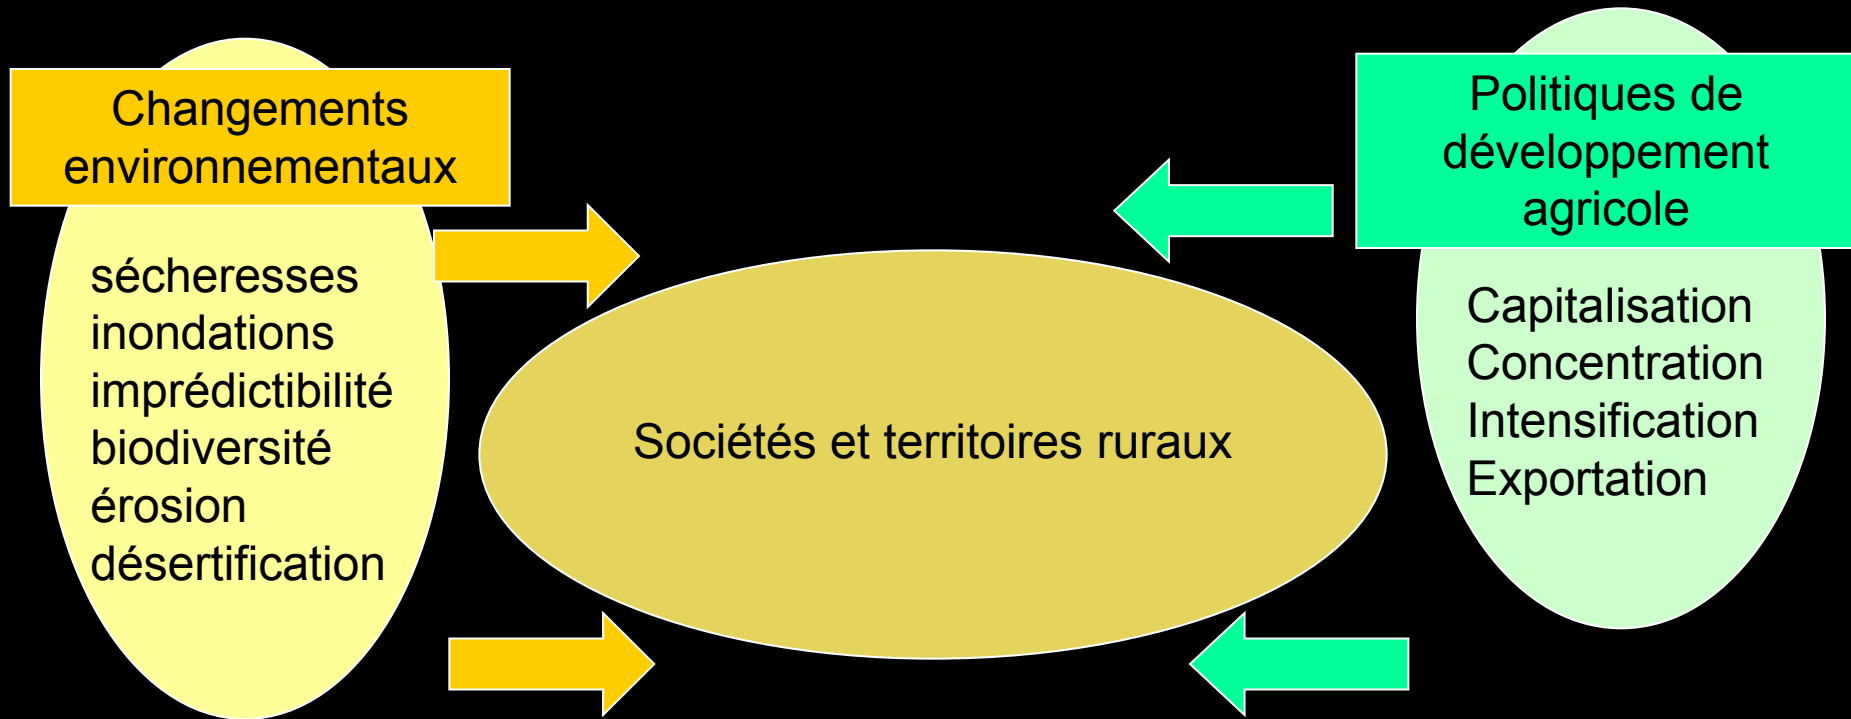 Changements
environnementaux
sécheresses
inondations
imprédictibilité
biodiversité
érosion
désertification
Sociétés et territoires ruraux
Politiques de
développement
agricole
Capitalisation
Concentration
Intensification
Exportation